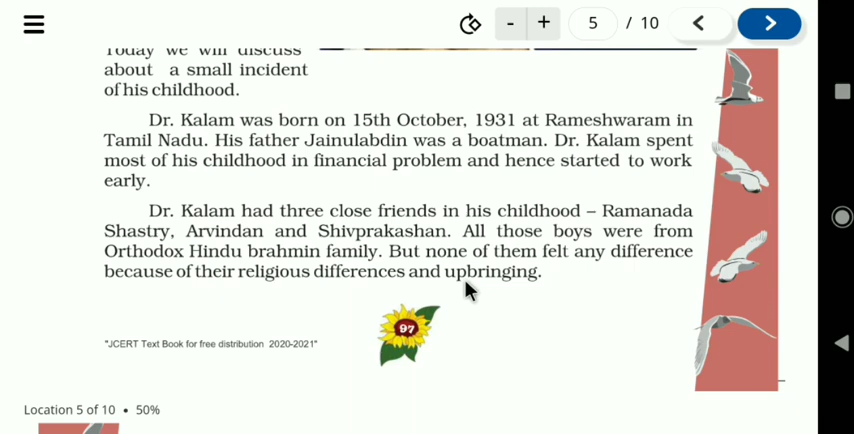 - + 5 / 10 < >
Today we will discuss
about a small incident
of his childhood.
Dr. Kalam was born on 15th October, 1931 at Rameshwaram in
Tamil Nadu. His father Jainulabdin was a boatman. Dr. Kalam spent
most of his childhood in financial problem and hence started to work
early.
Dr. Kalam had three close friends in his childhood – Ramanada
Shastry, Arvindan and Shivprakashan. All those boys were from
Orthodox Hindu brahmin family. But none of them felt any difference
because of their religious differences and upbringing.
97
"JCERT Text Book for free distribution 2020-2021"
Location 5 of 10 • 50%